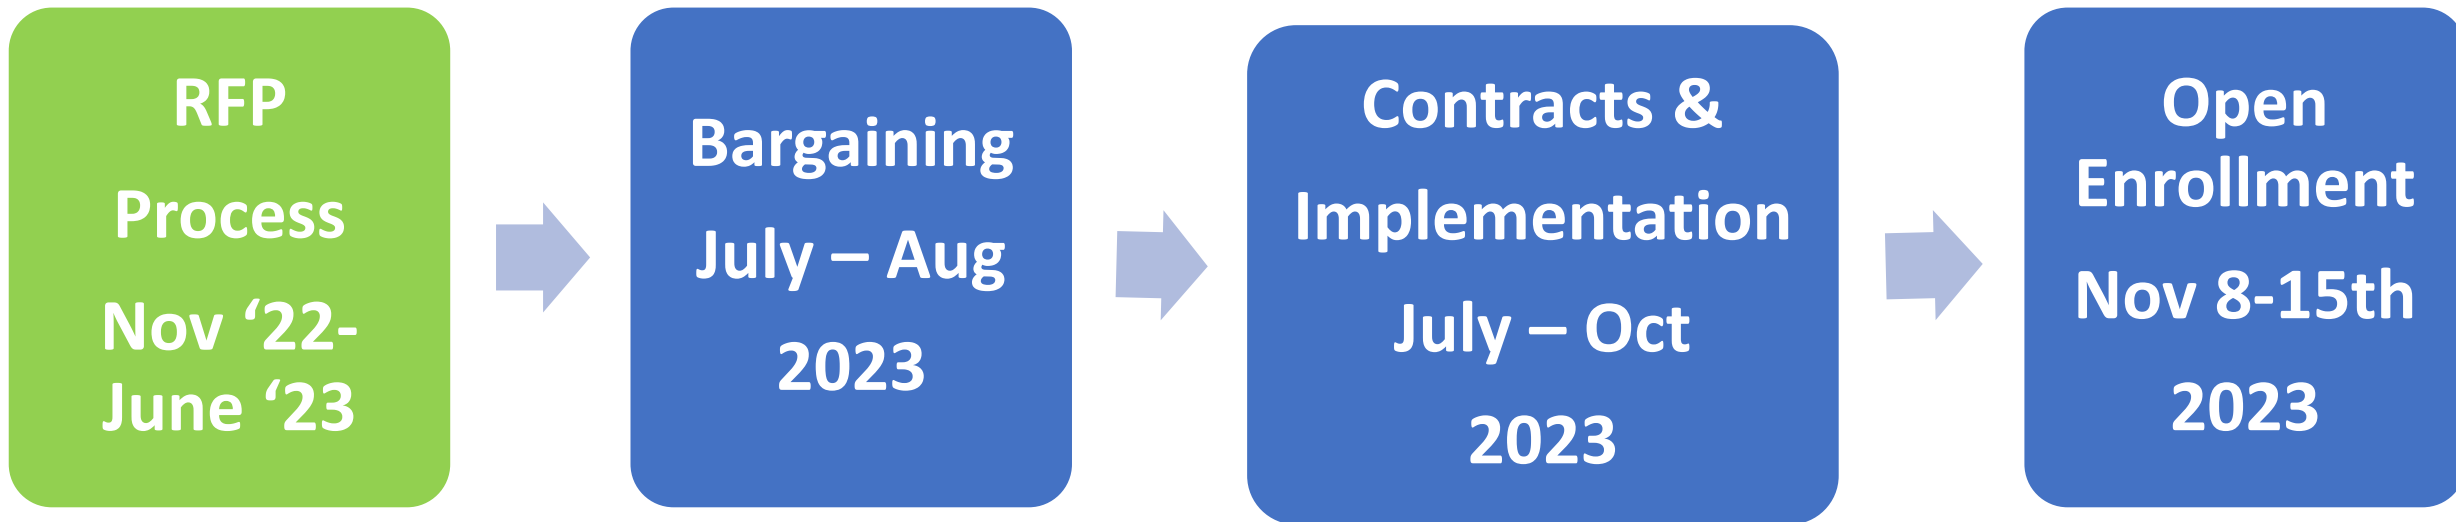 RFP
Process
Nov ‘22-
June ‘23
Bargaining
July – Aug
2023
Contracts &
Implementation
July – Oct
2023
Open
Enrollment
Nov 8-15th
2023